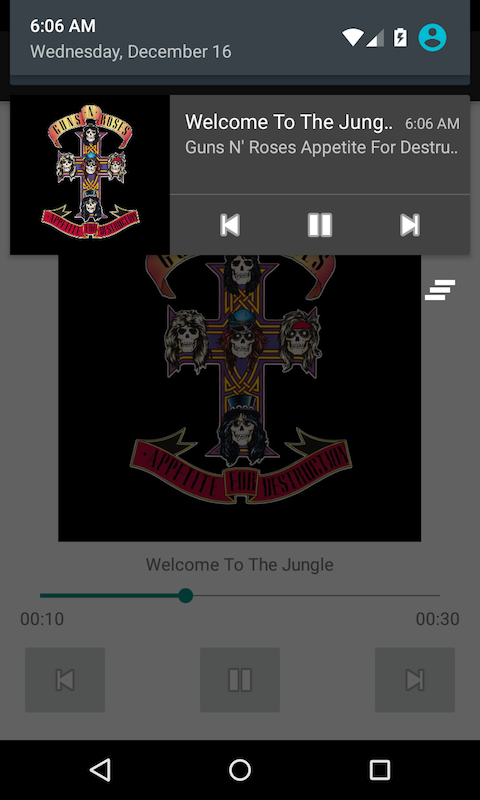 6:06 AM
Wednesday, December 16
GUNS N' ROSES
Welcome To The Jung..
6:06 AM
Guns N' Roses Appetite For Destru..
APPETITE FOR DESTRUCTION
APPETITE FOR DESTRUCTION
Welcome To The Jungle
00:10
00:30